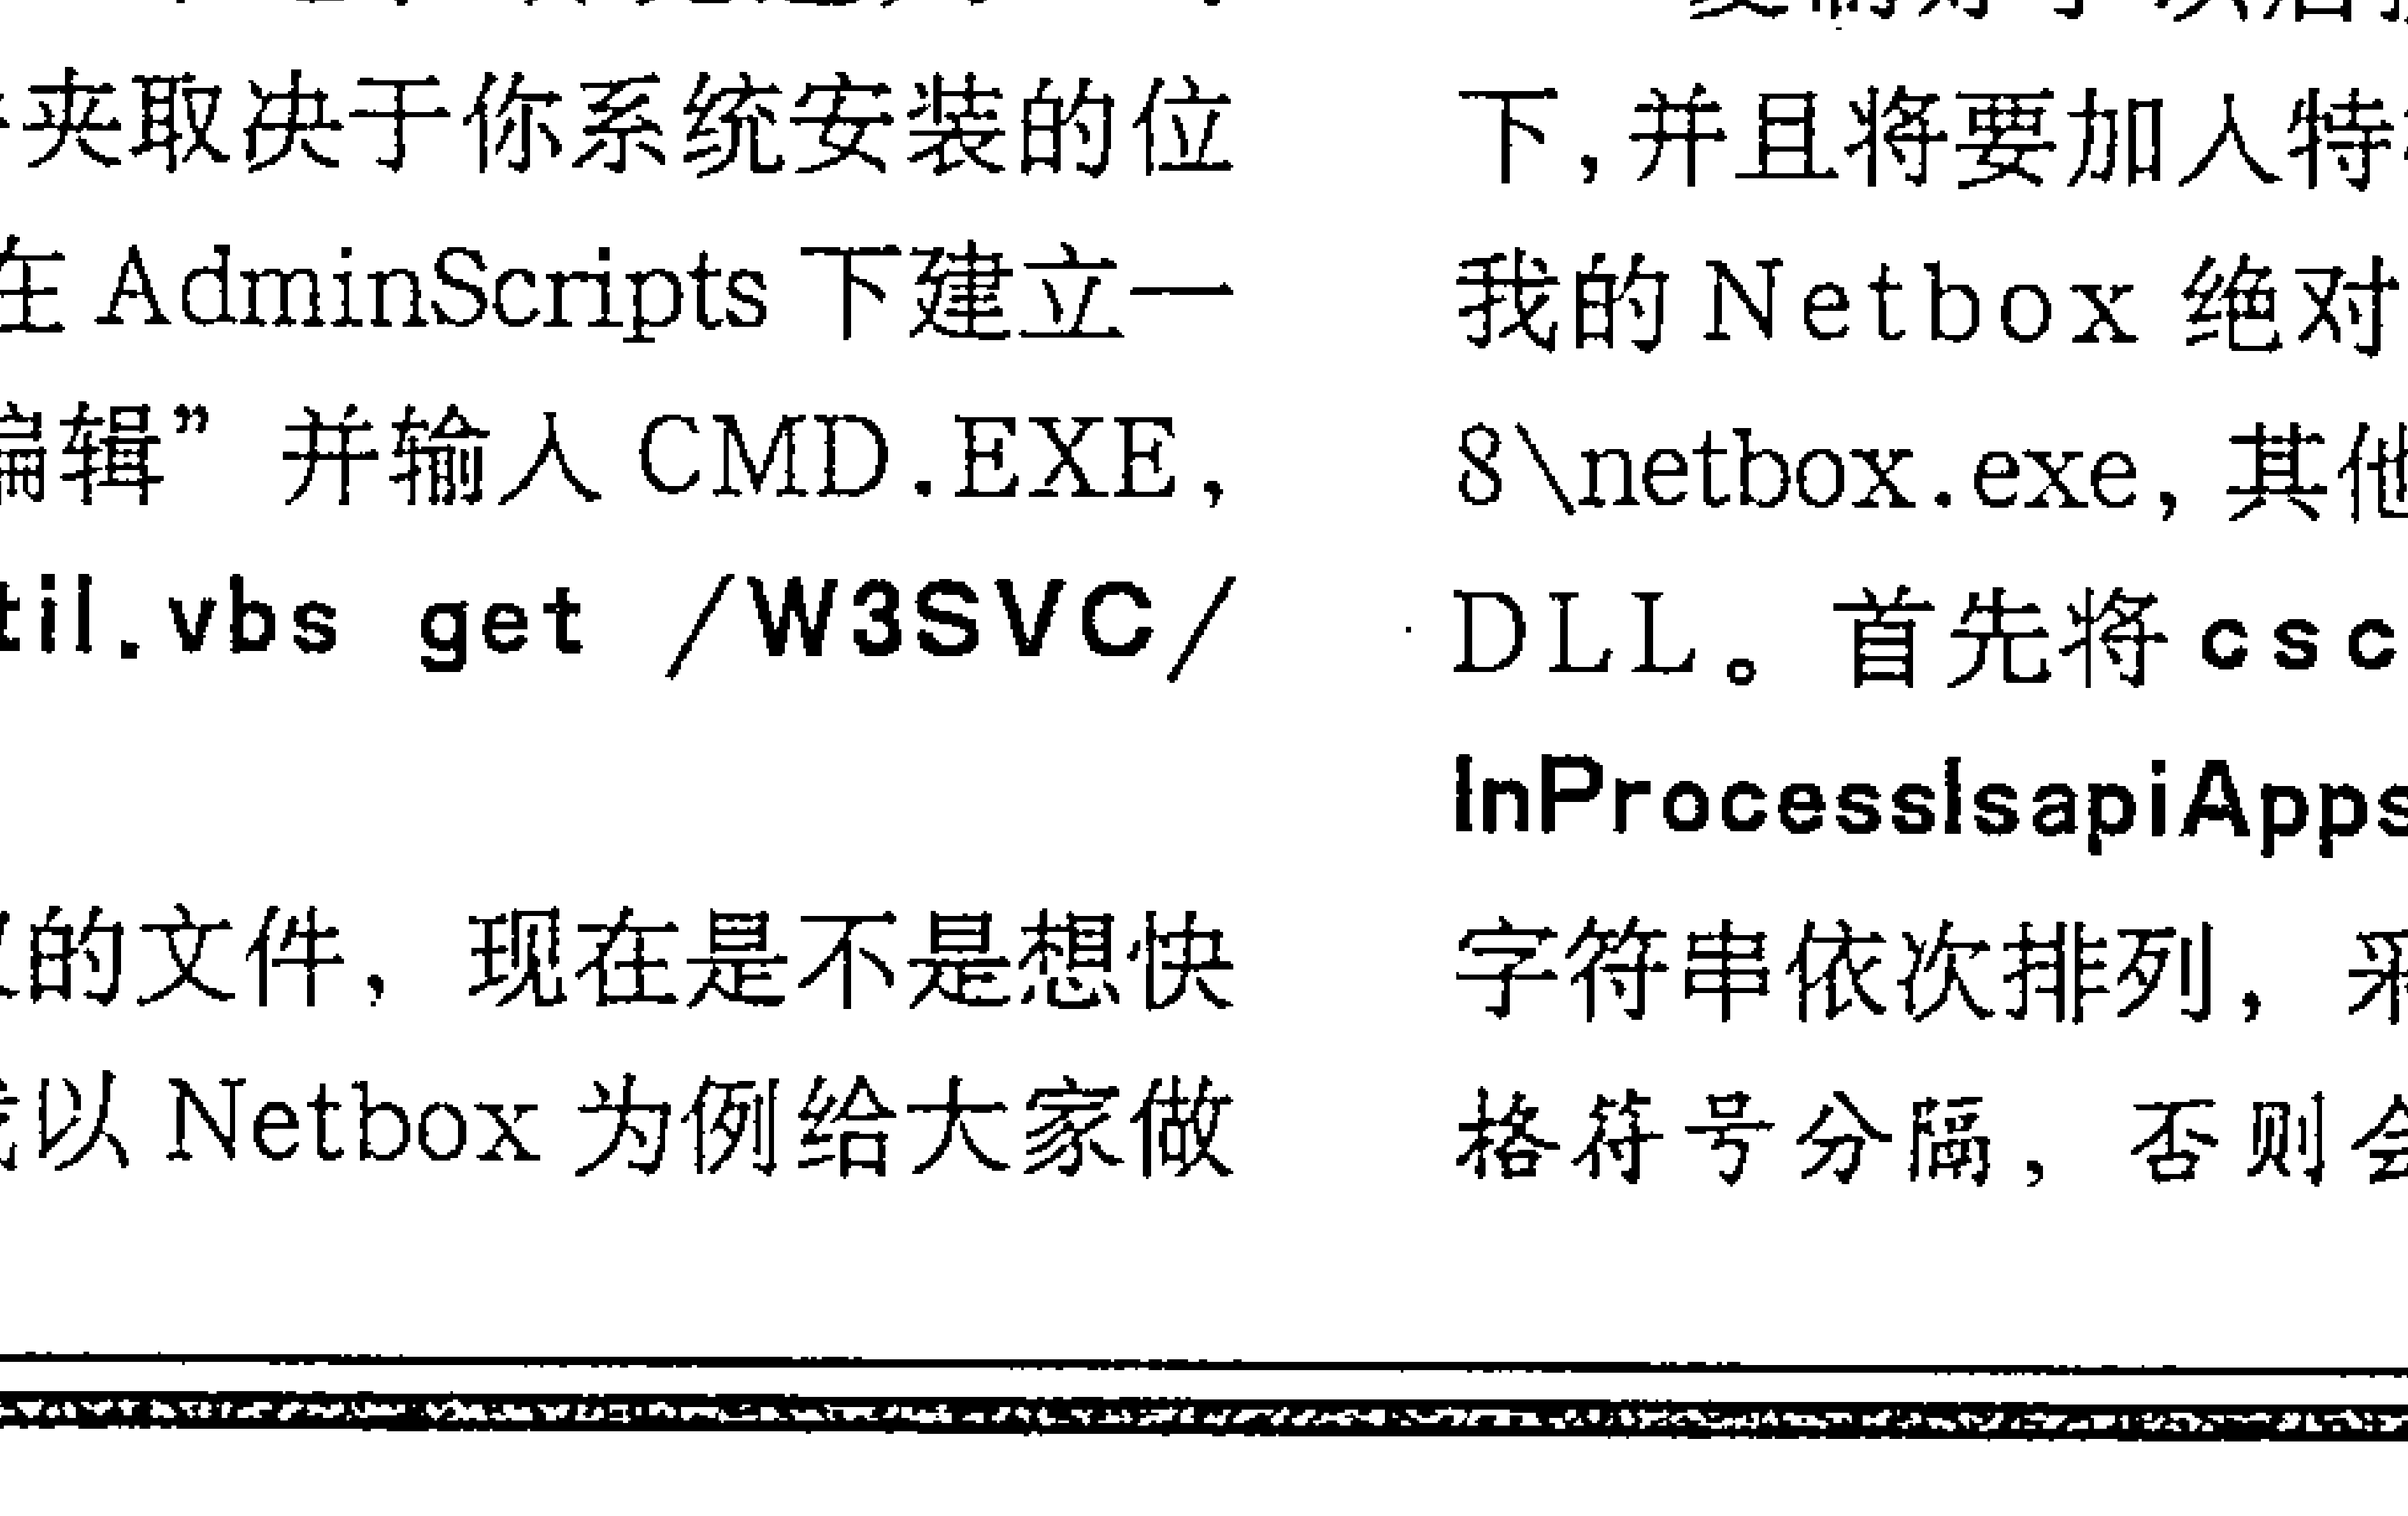 夹取决于你系统安装的位
在 AdminScripts 下建立一
编辑” 并输入 CMD.EXE,
til.vbs get /W3SVC/
的文件, 现在是不是想快
我以 Netbox 为例给大家做
下,并且将要加入特
我的 Netbox 绝对
8\netbox.exe, 其他
DLL。首先将 csc
InProcessIsapiApps
字符串依次排列, 采
格符号分隔, 否则会